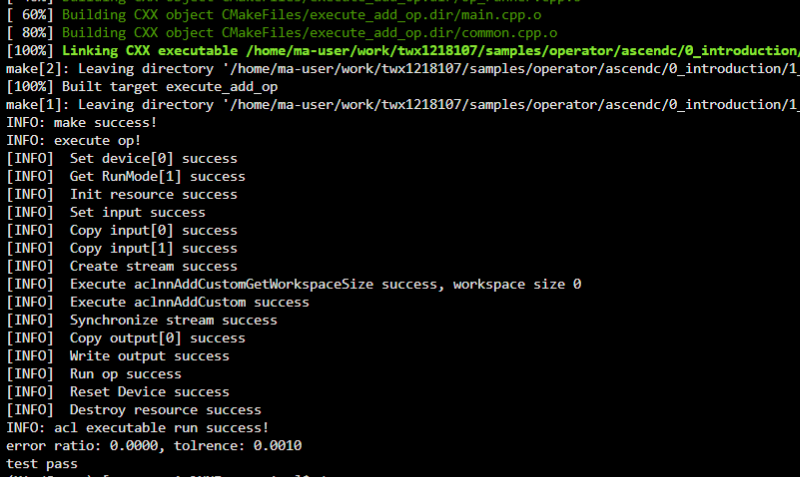 [ 60%] Building CXX object CMakeFiles/execute_add_op.dir/main.cpp.o
[ 80%] Building CXX object CMakeFiles/execute_add_op.dir/common.cpp.o
[100%] Linking CXX executable /home/ma-user/work/twx1218107/samples/operator/ascendc/0_introduction/
make[2]: Leaving directory '/home/ma-user/work/twx1218107/samples/operator/ascendc/0_introduction/1_
[100%] Built target execute_add_op
make[1]: Leaving directory '/home/ma-user/work/twx1218107/samples/operator/ascendc/0_introduction/1_
INFO: make success!
INFO: execute op!
[INFO]  Set device[0] success
[INFO]  Get RunMode[1] success
[INFO]  Init resource success
[INFO]  Set input success
[INFO]  Copy input[0] success
[INFO]  Copy input[1] success
[INFO]  Create stream success
[INFO]  Execute aclnnAddCustomGetWorkspaceSize success, workspace size 0
[INFO]  Execute aclnnAddCustom success
[INFO]  Synchronize stream success
[INFO]  Copy output[0] success
[INFO]  Write output success
[INFO]  Run op success
[INFO]  Reset Device success
[INFO]  Destroy resource success
INFO: acl executable run success!
error ratio: 0.0000, tolrence: 0.0010
test pass